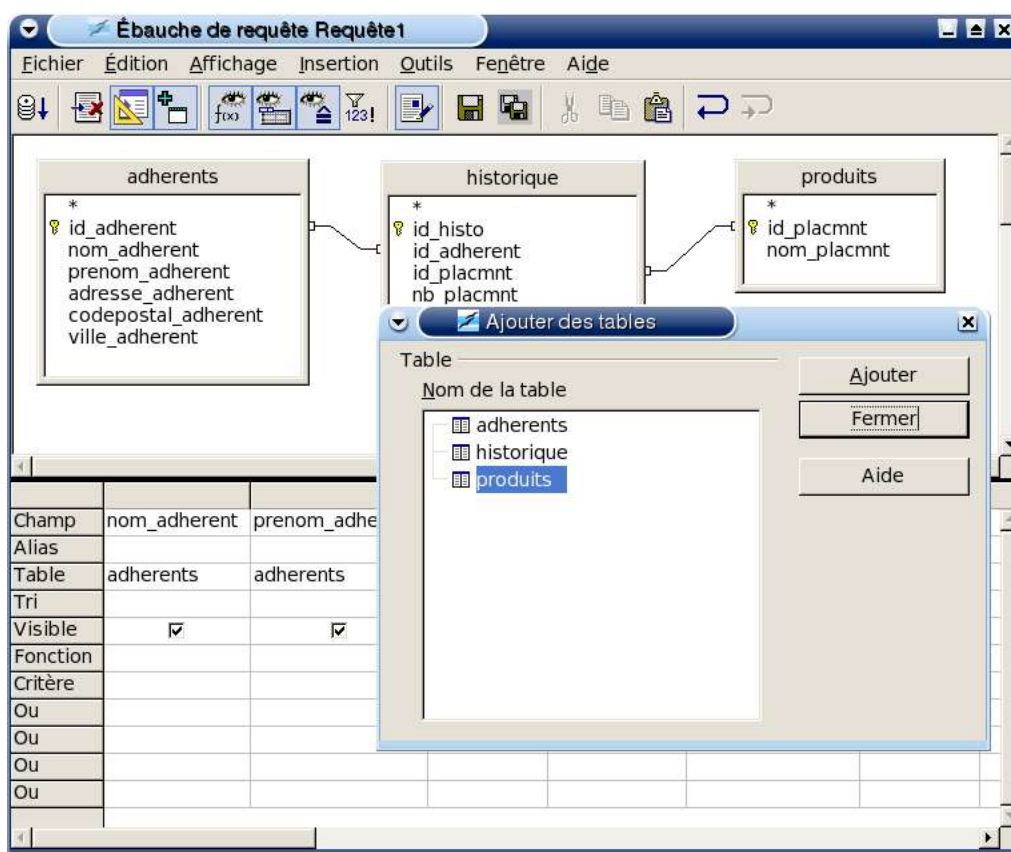 Ébauche de requête Requête1
Fichier Édition Affichage Insertion Outils Fenêtre Aide
f(x) 123!
adherents
*
id_adherent
nom_adherent
prenom_adherent
adresse_adherent
codepostal_adherent
ville_adherent
historique
*
id_histo
id_adherent
id_placmnt
nb_placmnt
produits
*
id_placmnt
nom_placmnt
Ajouter des tables
Table
Nom de la table
adherents
historique
produits
Ajouter
Fermer
Aide
Champ nom_adherent prenom_adhe
Alias
Table adherents adherents
Tri
Visible
Fonction
Critère
Ou
Ou
Ou
Ou